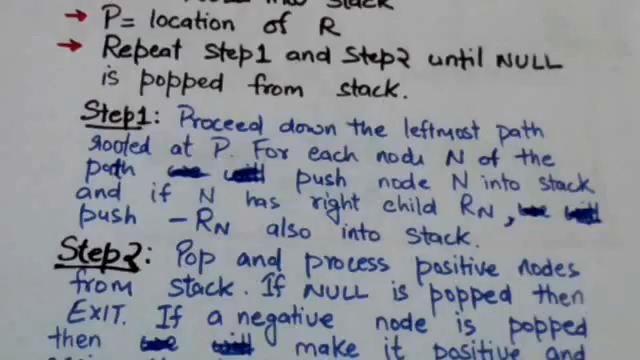 into stack
→ P= location of R
→ Repeat Step1 and Step2 until NULL
is popped from stack.
Step1: Proceed down the leftmost path
rooted at P. For each node N of the
path push node N into stack
and if N has right child RN,
push -RN also into stack.
Step2: Pop and process positive nodes
from stack. If NULL is popped then
EXIT. If a negative node is popped
then make it positive and